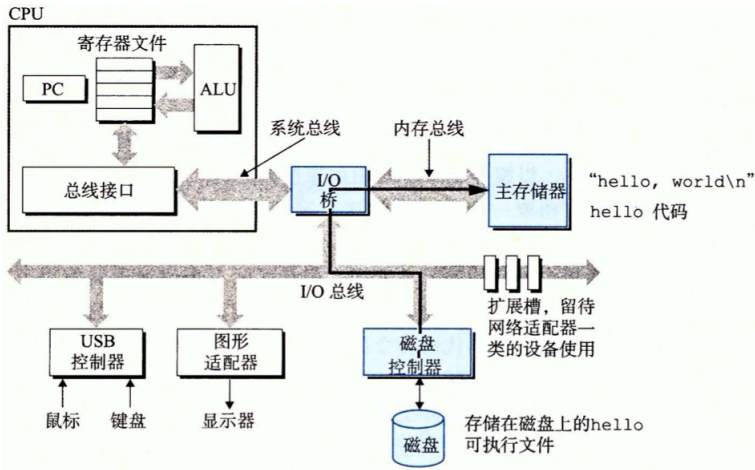 CPU
寄存器文件
PC
ALU
系统总线
内存总线
总线接口
I/O
桥
主存储器
“hello, world\n”
hello 代码
I/O 总线
扩展槽，留待
网络适配器一
类的设备使用
USB
控制器
图形
适配器
磁盘
控制器
鼠标
键盘
显示器
磁盘
存储在磁盘上的hello
可执行文件